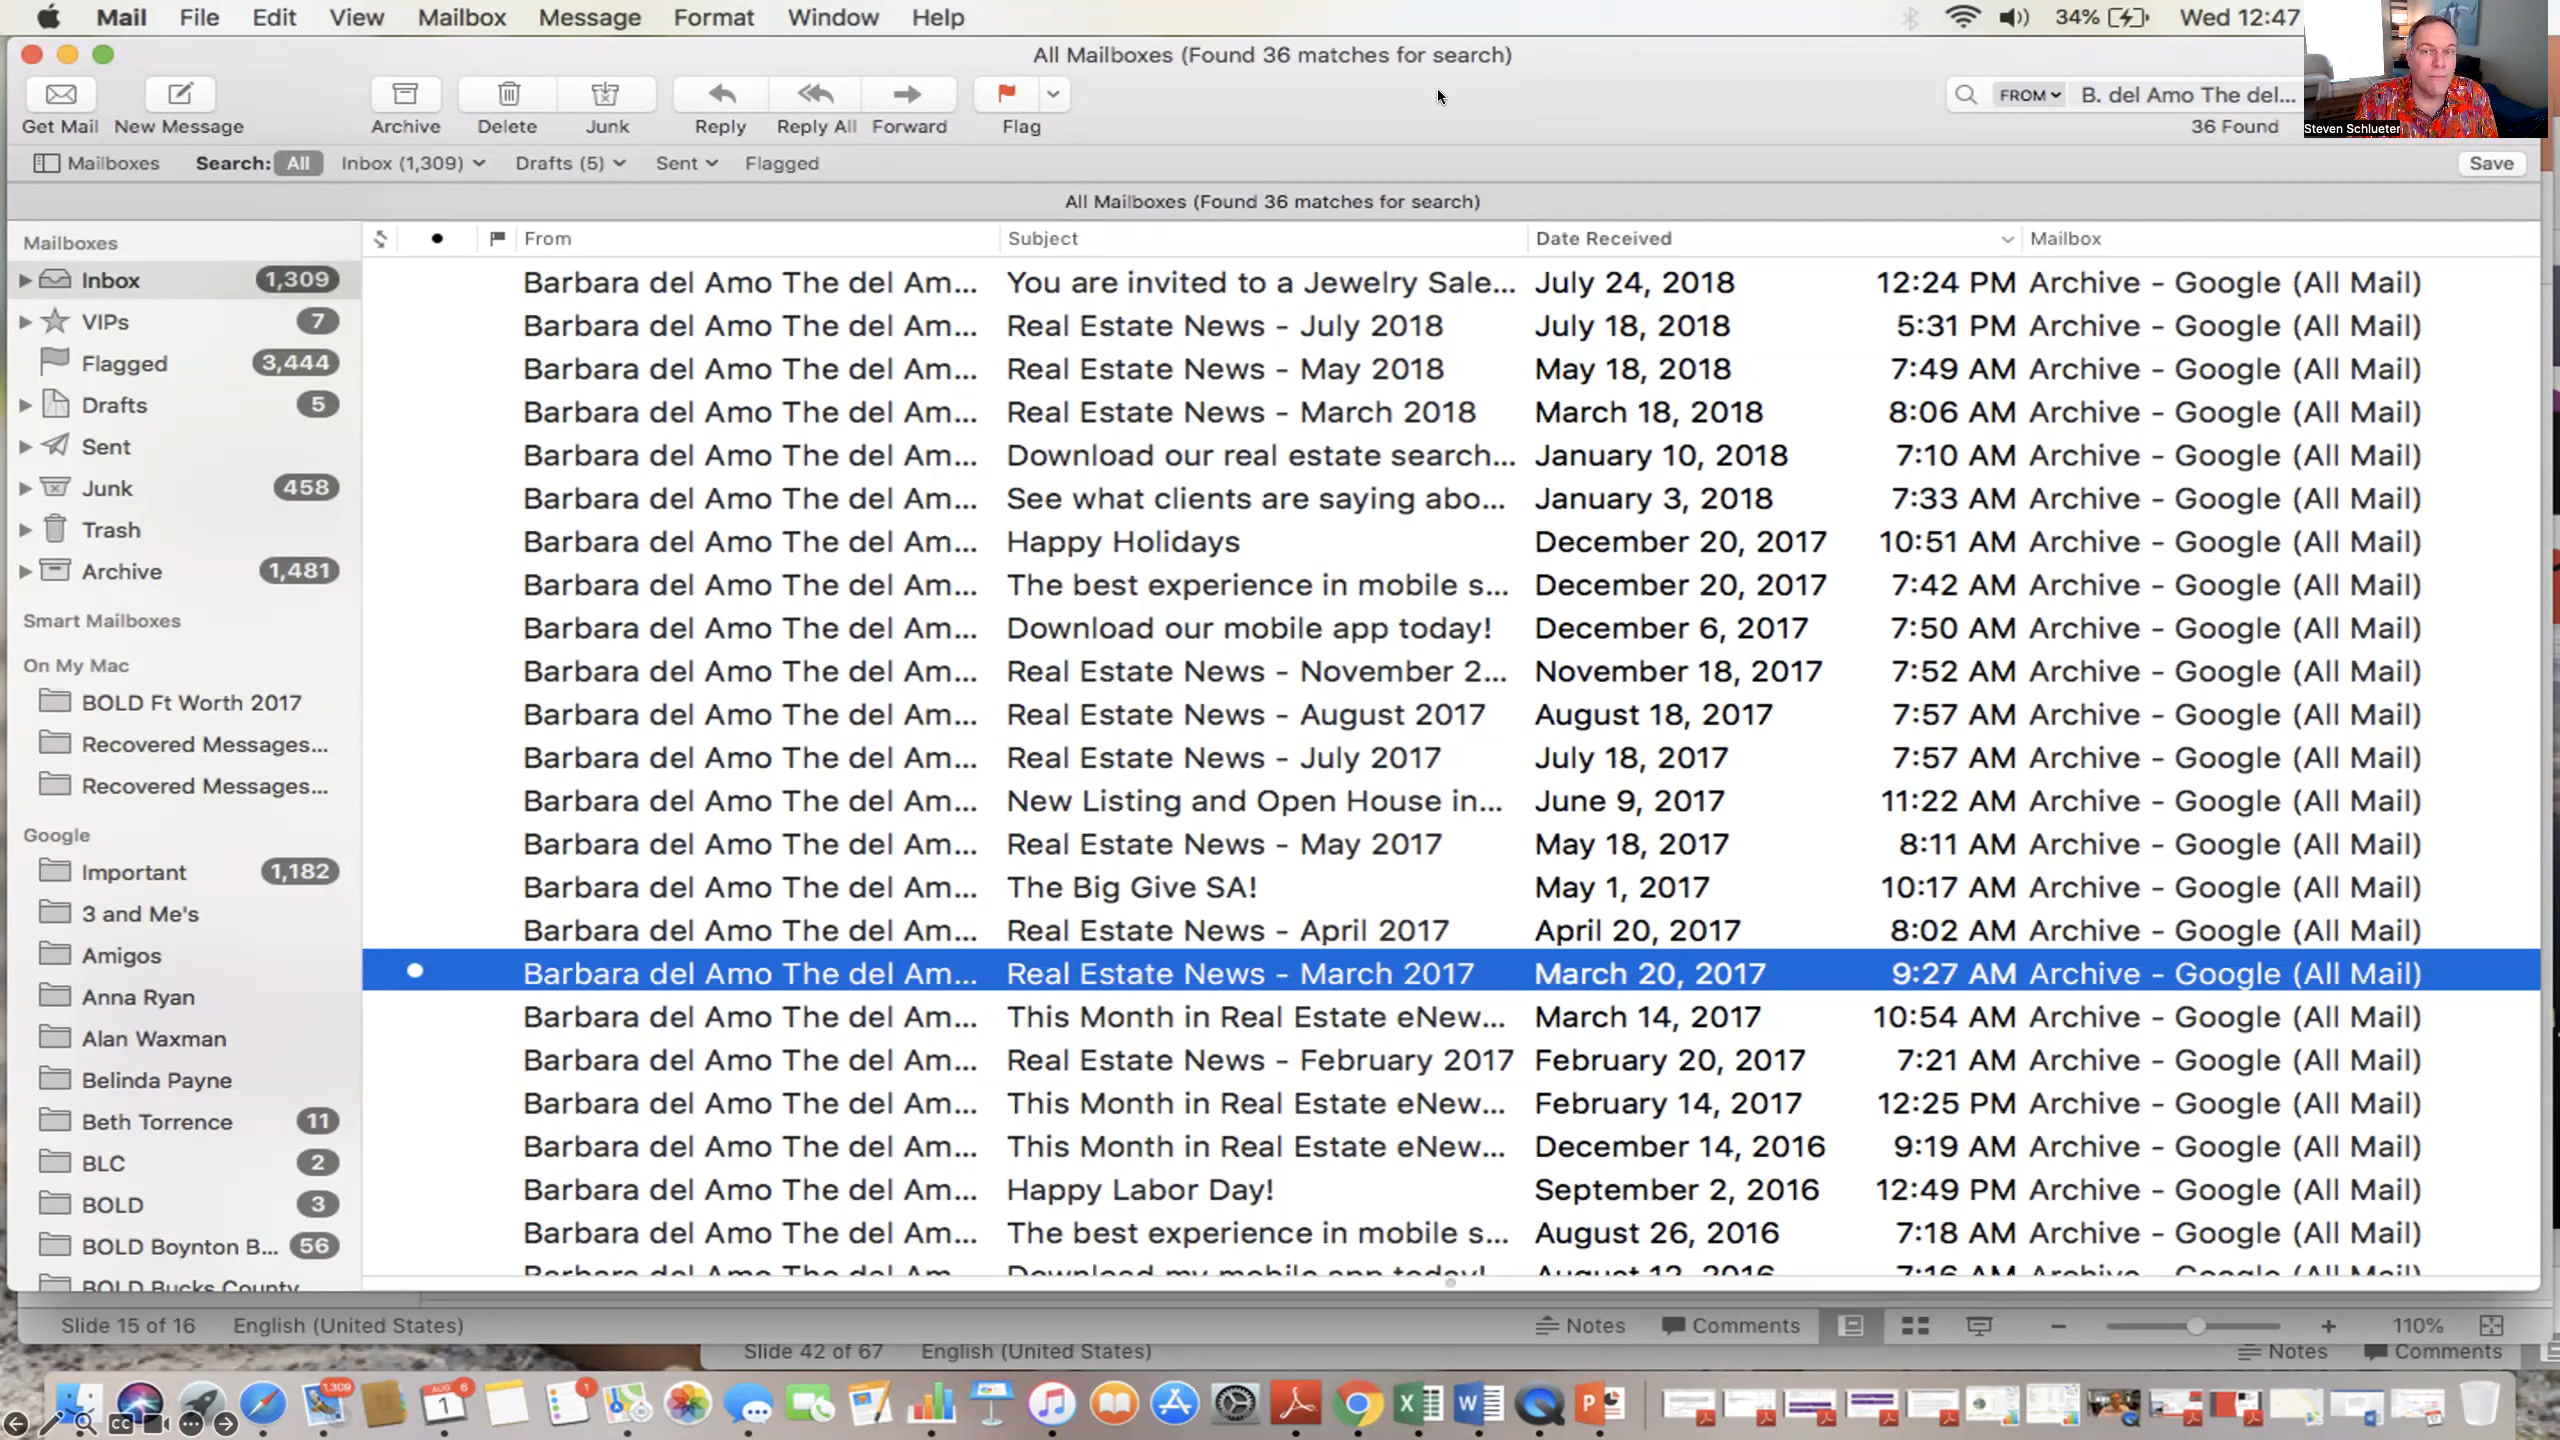 Mail File Edit View Mailbox Message Format Window Help 34% Wed 12:47
All Mailboxes (Found 36 matches for search)
FROM B. del Amo The del...
Get Mail New Message Archive Delete Junk Reply Reply All Forward Flag 36 Found
Steven Schlueter
Mailboxes Search: All Inbox (1,309) Drafts (5) Sent Flagged Save
All Mailboxes (Found 36 matches for search)
Mailboxes
Inbox 1,309
VIPs 7
Flagged 3,444
Drafts 5
Sent
Junk 458
Trash
Archive 1,481
Smart Mailboxes
On My Mac
BOLD Ft Worth 2017
Recovered Messages...
Recovered Messages...
Google
Important 1,182
3 and Me's
Amigos
Anna Ryan
Alan Waxman
Belinda Payne
Beth Torrence 11
BLC 2
BOLD 3
BOLD Boynton B... 56
BOLD Bucks County
From Subject Date Received Mailbox
Barbara del Amo The del Am... You are invited to a Jewelry Sale... July 24, 2018 12:24 PM Archive - Google (All Mail)
Barbara del Amo The del Am... Real Estate News - July 2018 July 18, 2018 5:31 PM Archive - Google (All Mail)
Barbara del Amo The del Am... Real Estate News - May 2018 May 18, 2018 7:49 AM Archive - Google (All Mail)
Barbara del Amo The del Am... Real Estate News - March 2018 March 18, 2018 8:06 AM Archive - Google (All Mail)
Barbara del Amo The del Am... Download our real estate search... January 10, 2018 7:10 AM Archive - Google (All Mail)
Barbara del Amo The del Am... See what clients are saying abo... January 3, 2018 7:33 AM Archive - Google (All Mail)
Barbara del Amo The del Am... Happy Holidays December 20, 2017 10:51 AM Archive - Google (All Mail)
Barbara del Amo The del Am... The best experience in mobile s... December 20, 2017 7:42 AM Archive - Google (All Mail)
Barbara del Amo The del Am... Download our mobile app today! December 6, 2017 7:50 AM Archive - Google (All Mail)
Barbara del Amo The del Am... Real Estate News - November 2... November 18, 2017 7:52 AM Archive - Google (All Mail)
Barbara del Amo The del Am... Real Estate News - August 2017 August 18, 2017 7:57 AM Archive - Google (All Mail)
Barbara del Amo The del Am... Real Estate News - July 2017 July 18, 2017 7:57 AM Archive - Google (All Mail)
Barbara del Amo The del Am... New Listing and Open House in... June 9, 2017 11:22 AM Archive - Google (All Mail)
Barbara del Amo The del Am... Real Estate News - May 2017 May 18, 2017 8:11 AM Archive - Google (All Mail)
Barbara del Amo The del Am... The Big Give SA! May 1, 2017 10:17 AM Archive - Google (All Mail)
Barbara del Amo The del Am... Real Estate News - April 2017 April 20, 2017 8:02 AM Archive - Google (All Mail)
Barbara del Amo The del Am... Real Estate News - March 2017 March 20, 2017 9:27 AM Archive - Google (All Mail)
Barbara del Amo The del Am... This Month in Real Estate eNew... March 14, 2017 10:54 AM Archive - Google (All Mail)
Barbara del Amo The del Am... Real Estate News - February 2017 February 20, 2017 7:21 AM Archive - Google (All Mail)
Barbara del Amo The del Am... This Month in Real Estate eNew... February 14, 2017 12:25 PM Archive - Google (All Mail)
Barbara del Amo The del Am... This Month in Real Estate eNew... December 14, 2016 9:19 AM Archive - Google (All Mail)
Barbara del Amo The del Am... Happy Labor Day! September 2, 2016 12:49 PM Archive - Google (All Mail)
Barbara del Amo The del Am... The best experience in mobile s... August 26, 2016 7:18 AM Archive - Google (All Mail)
Barbara del Amo The del Am... Download my mobile app today! August 12, 2016 7:16 AM Archive - Google (All Mail)
Slide 15 of 16 English (United States) Notes Comments 110%
Slide 42 of 67 English (United States) Notes Comments
1,309 AUG 6 1 1
CC